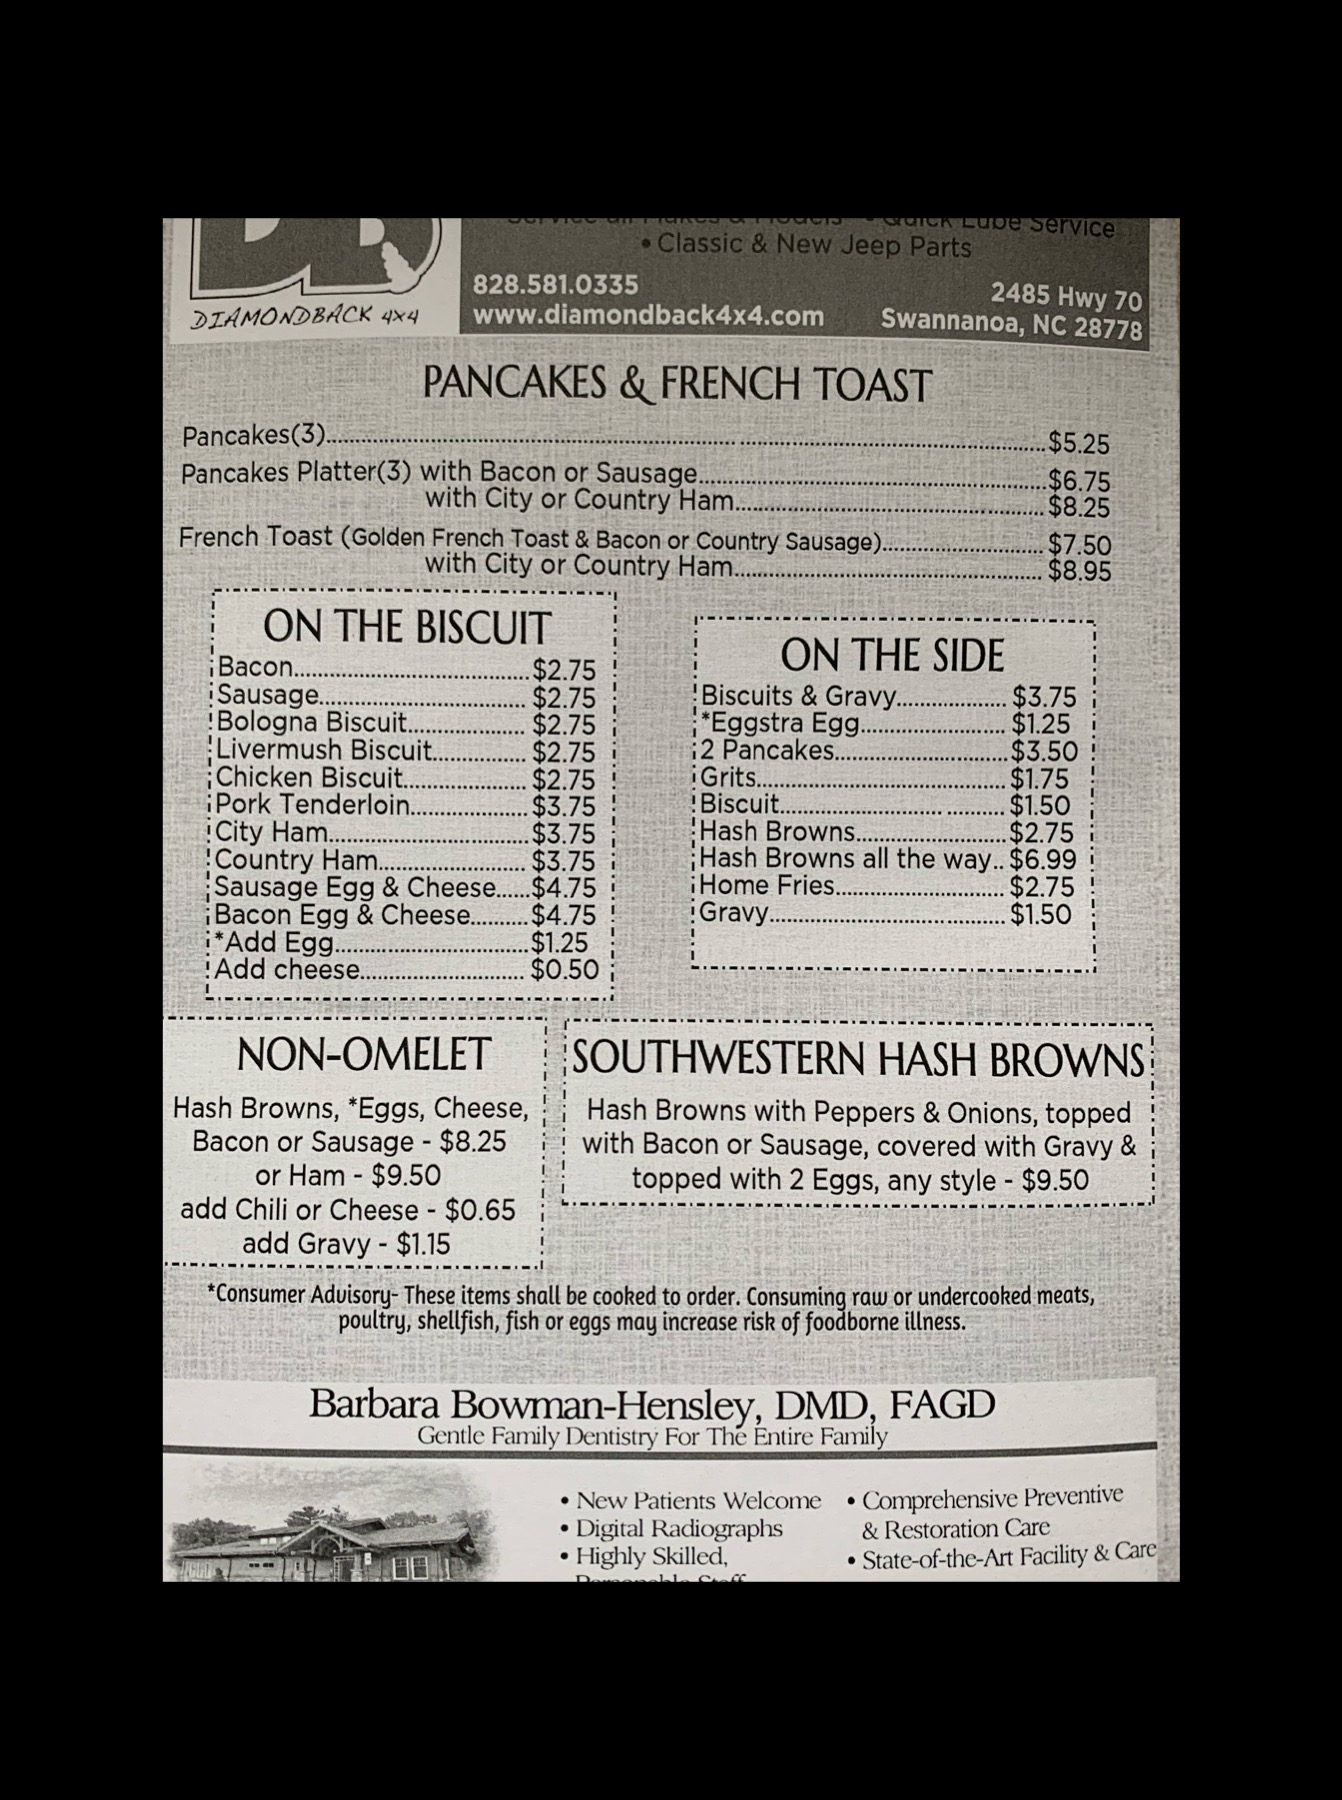 Service all Makes & Models • Quick Lube Service
• Classic & New Jeep Parts
828.581.0335
www.diamondback4x4.com
2485 Hwy 70
Swannanoa, NC 28778
DIAMONDBACK 4x4
PANCAKES & FRENCH TOAST
Pancakes(3)...$5.25
Pancakes Platter(3) with Bacon or Sausage...$6.75
with City or Country Ham...$8.25
French Toast (Golden French Toast & Bacon or Country Sausage)...$7.50
with City or Country Ham...$8.95
ON THE BISCUIT
Bacon...$2.75
Sausage...$2.75
Bologna Biscuit...$2.75
Livermush Biscuit...$2.75
Chicken Biscuit...$2.75
Pork Tenderloin...$3.75
City Ham...$3.75
Country Ham...$3.75
Sausage Egg & Cheese...$4.75
Bacon Egg & Cheese...$4.75
*Add Egg...$1.25
Add cheese...$0.50
ON THE SIDE
Biscuits & Gravy...$3.75
*Eggstra Egg...$1.25
2 Pancakes...$3.50
Grits...$1.75
Biscuit...$1.50
Hash Browns...$2.75
Hash Browns all the way..$6.99
Home Fries...$2.75
Gravy...$1.50
NON-OMELET
Hash Browns, *Eggs, Cheese,
Bacon or Sausage - $8.25
or Ham - $9.50
add Chili or Cheese - $0.65
add Gravy - $1.15
SOUTHWESTERN HASH BROWNS
Hash Browns with Peppers & Onions, topped
with Bacon or Sausage, covered with Gravy &
topped with 2 Eggs, any style - $9.50
*Consumer Advisory- These items shall be cooked to order. Consuming raw or undercooked meats,
poultry, shellfish, fish or eggs may increase risk of foodborne illness.
Barbara Bowman-Hensley, DMD, FAGD
Gentle Family Dentistry For The Entire Family
• New Patients Welcome
• Digital Radiographs
• Highly Skilled,
Personable Staff
• Comprehensive Preventive
& Restoration Care
• State-of-the-Art Facility & Care